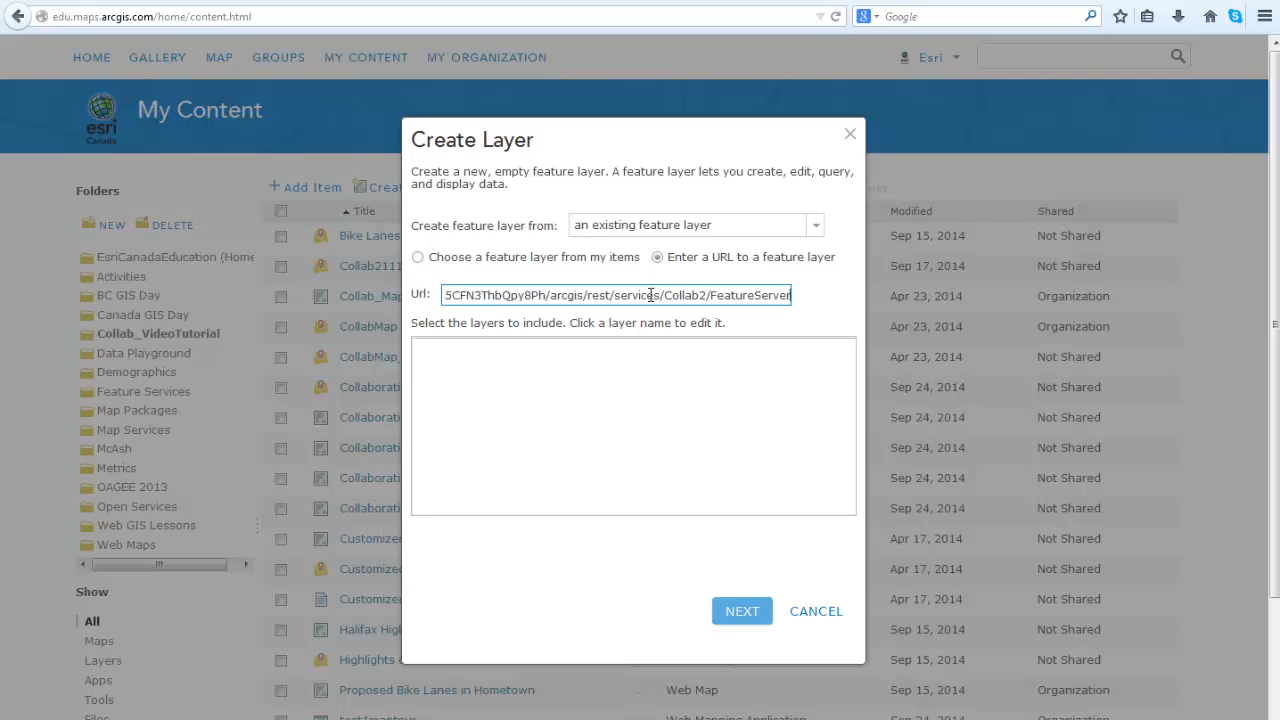 edu.maps.arcgis.com/home/content.html
Google
HOME GALLERY MAP GROUPS MY CONTENT MY ORGANIZATION Esri
esri Canada
My Content
Folders
NEW DELETE
EsriCanadaEducation (Home
Activities
BC GIS Day
Canada GIS Day
Collab_VideoTutorial
Data Playground
Demographics
Feature Services
Map Packages
Map Services
McAsh
Metrics
OAGEE 2013
Open Services
Web GIS Lessons
Web Maps
Show
All
Maps
Layers
Apps
Tools
Files
Add Item
Title Modified Shared
Bike Lanes Sep 15, 2014 Not Shared
Collab2111 Sep 17, 2014 Not Shared
Collab_Map Sep 24, 2014 Organization
CollabMap Apr 23, 2014 Organization
CollabMap_ Apr 23, 2014 Not Shared
Collaborati Sep 24, 2014 Not Shared
Collaborati Sep 24, 2014 Not Shared
Collaborati Sep 24, 2014 Not Shared
Collaborati Sep 24, 2014 Not Shared
Collaborati Sep 24, 2014 Not Shared
Customized Apr 17, 2014 Not Shared
Customized Apr 17, 2014 Not Shared
Customized Apr 17, 2014 Not Shared
Halifax Higl Sep 15, 2014 Not Shared
Highlights o Sep 15, 2014 Not Shared
Proposed Bike Lanes in Hometown ... Web Map Sep 15, 2014 Organization
Create Layer
Create a new, empty feature layer. A feature layer lets you create, edit, query,
and display data.
Create feature layer from: an existing feature layer
Choose a feature layer from my items Enter a URL to a feature layer
Url: 5CFN3ThbQpy8Ph/arcgis/rest/services/Collab2/FeatureServer
Select the layers to include. Click a layer name to edit it.
NEXT CANCEL